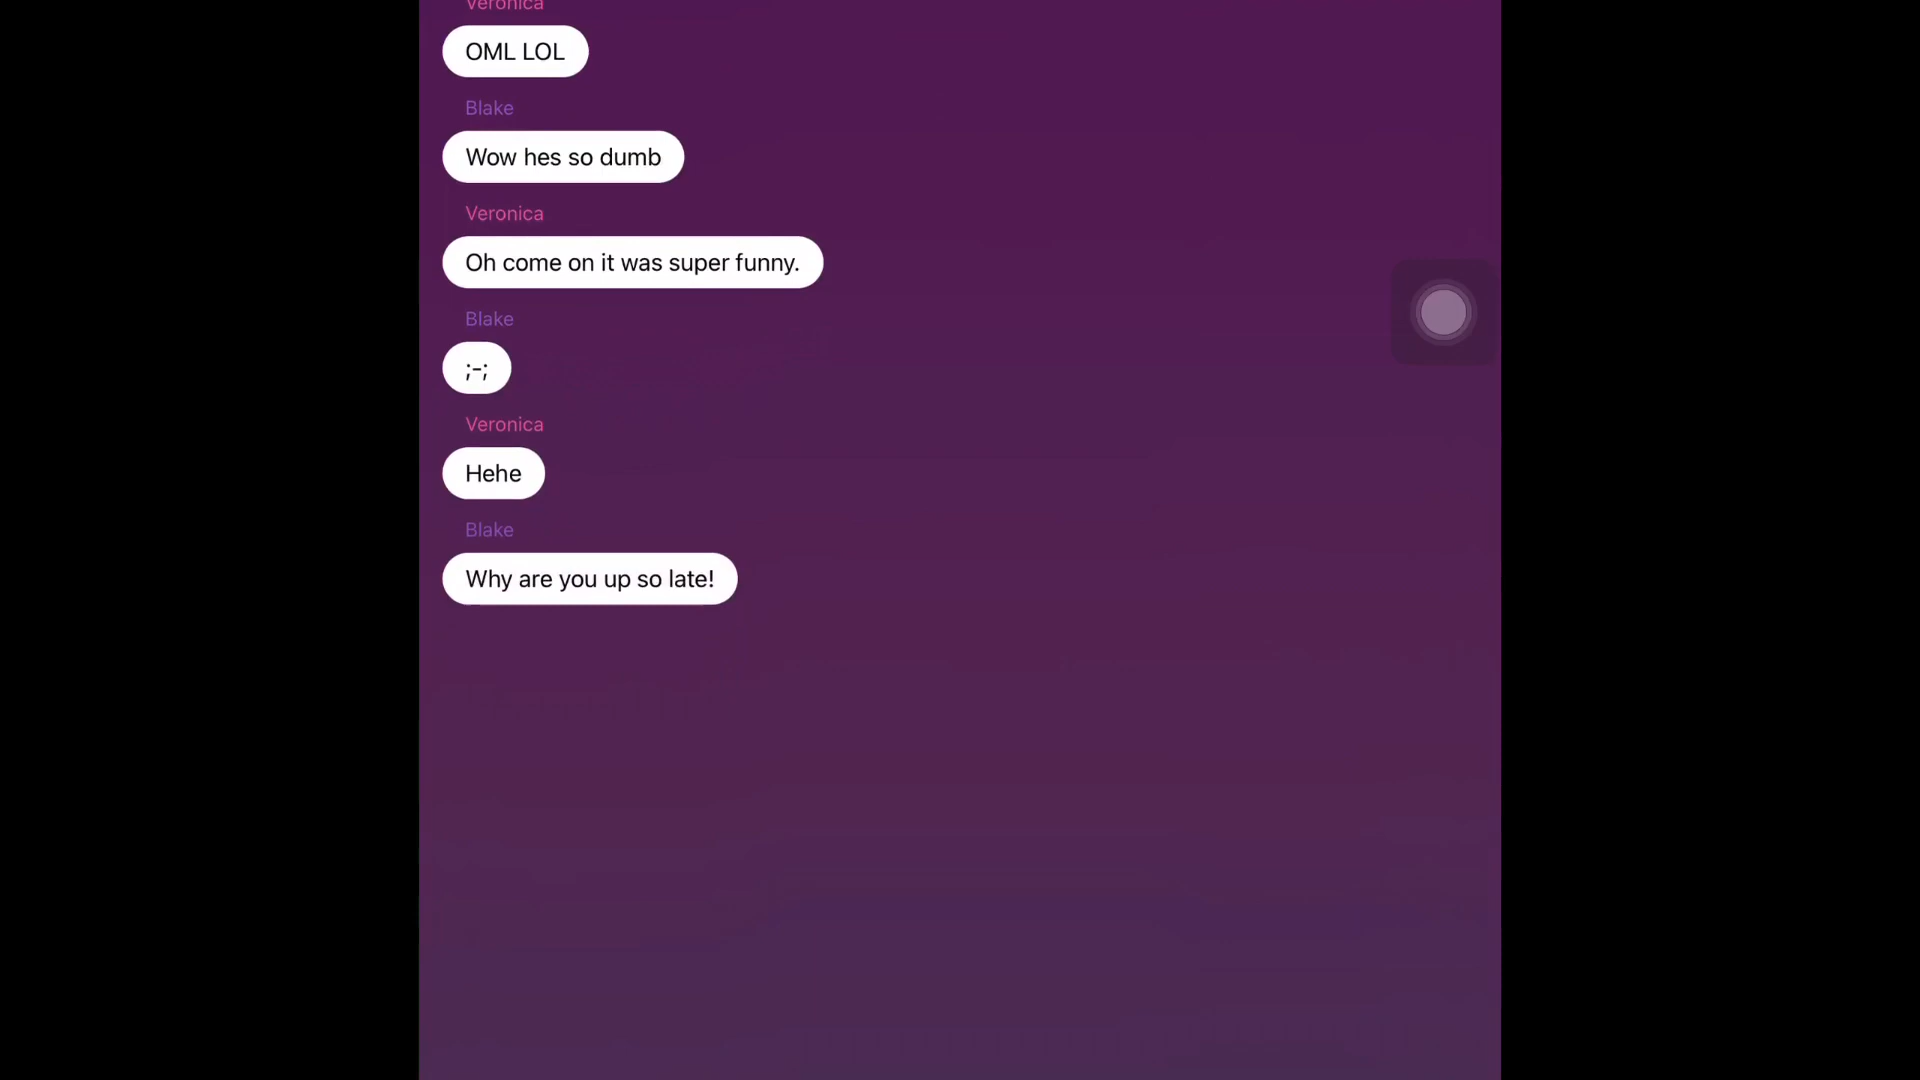 Veronica
OML LOL
Blake
Wow hes so dumb
Veronica
Oh come on it was super funny.
Blake
;-;
Veronica
Hehe
Blake
Why are you up so late!